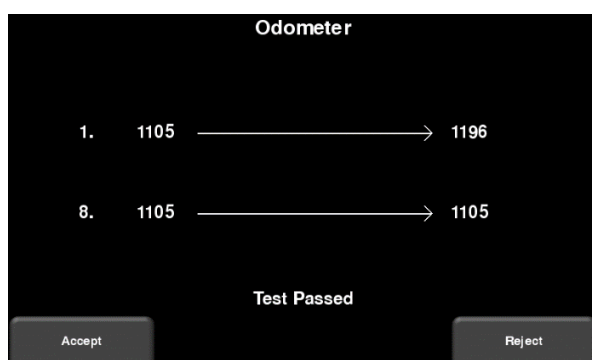 Odometer
1. 1105 1196
8. 1105 1105
Test Passed
Accept Reject